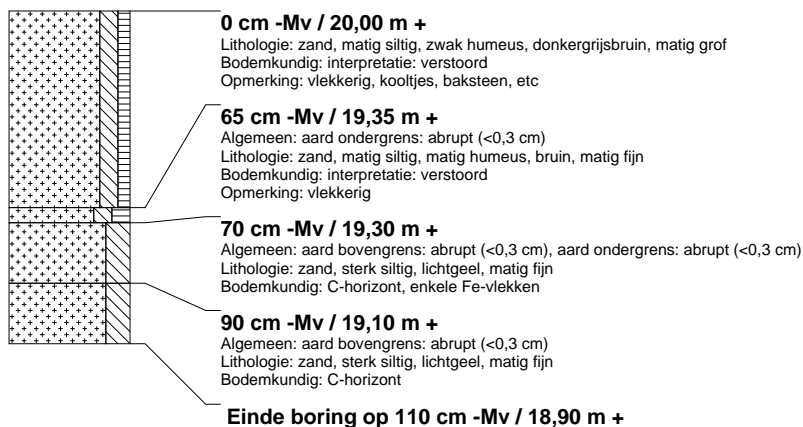 0 cm -Mv / 20,00 m +
Lithologie: zand, matig siltig, zwak humeus, donkergrijsbruin, matig grof
Bodemkundig: interpretatie: verstoord
Opmerking: vlekkerig, kooltjes, baksteen, etc
65 cm -Mv / 19,35 m +
Algemeen: aard ondergrens: abrupt (<0,3 cm)
Lithologie: zand, matig siltig, matig humeus, bruin, matig fijn
Bodemkundig: interpretatie: verstoord
Opmerking: vlekkerig
70 cm -Mv / 19,30 m +
Algemeen: aard bovengrens: abrupt (<0,3 cm), aard ondergrens: abrupt (<0,3 cm)
Lithologie: zand, sterk siltig, lichtgeel, matig fijn
Bodemkundig: C-horizont, enkele Fe-vlekken
90 cm -Mv / 19,10 m +
Algemeen: aard bovengrens: abrupt (<0,3 cm)
Lithologie: zand, sterk siltig, lichtgeel, matig fijn
Bodemkundig: C-horizont
Einde boring op 110 cm -Mv / 18,90 m +